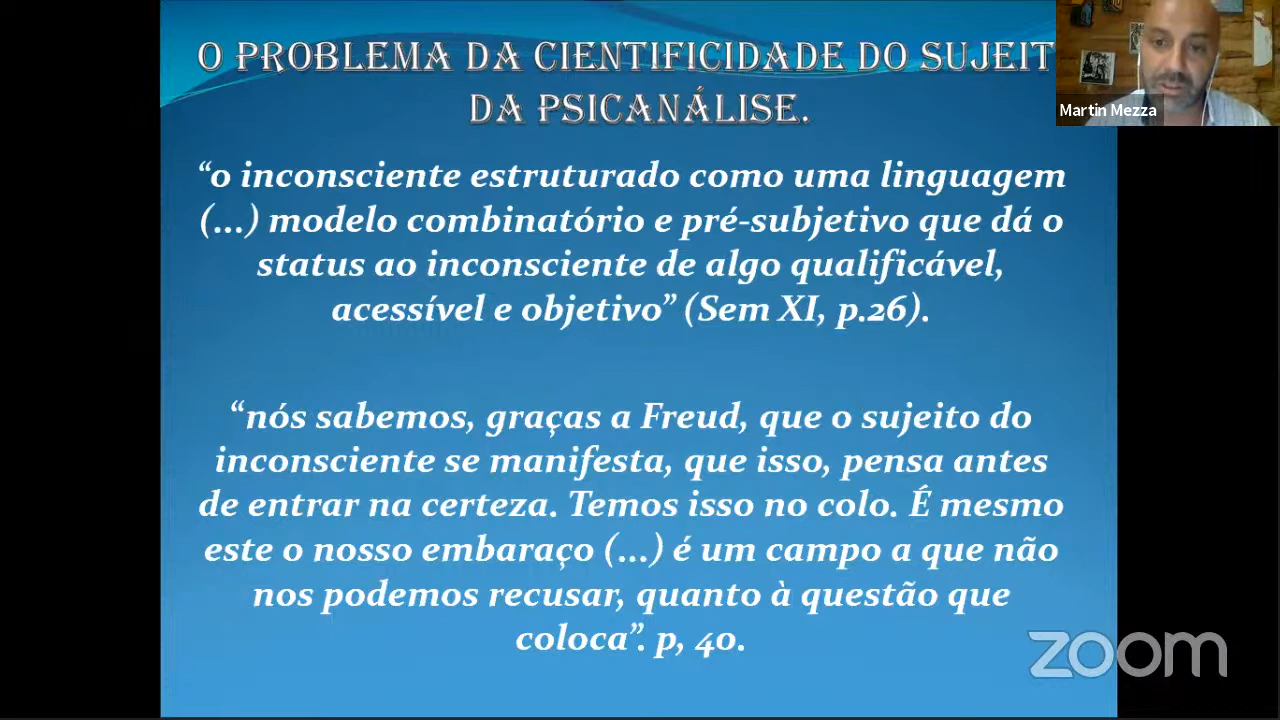 O PROBLEMA DA CIENTIFICIDADE DO SUJEIT
DA PSICANÁLISE.
Martin Mezza
“o inconsciente estruturado como uma linguagem
(...) modelo combinatório e pré-subjetivo que dá o
status ao inconsciente de algo qualificável,
acessível e objetivo” (Sem XI, p.26).
“nós sabemos, graças a Freud, que o sujeito do
inconsciente se manifesta, que isso, pensa antes
de entrar na certeza. Temos isso no colo. É mesmo
este o nosso embaraço (...) é um campo a que não
nos podemos recusar, quanto à questão que
coloca”. p, 40.
zoom